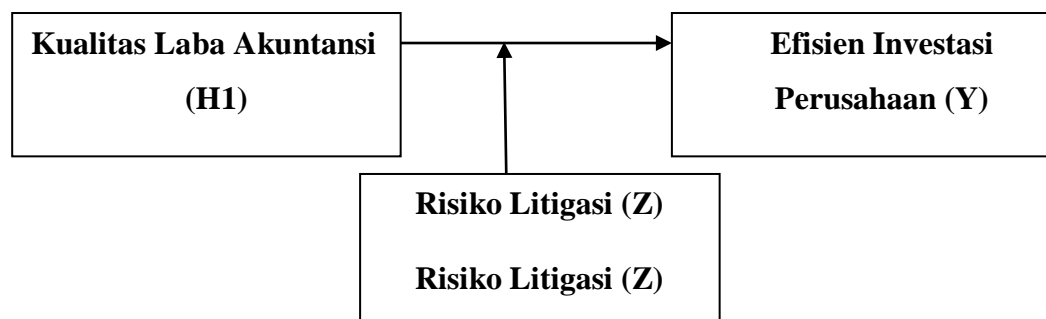 Kualitas Laba Akuntansi
(H1)
Efisien Investasi
Perusahaan (Y)
Risiko Litigasi (Z)
Risiko Litigasi (Z)